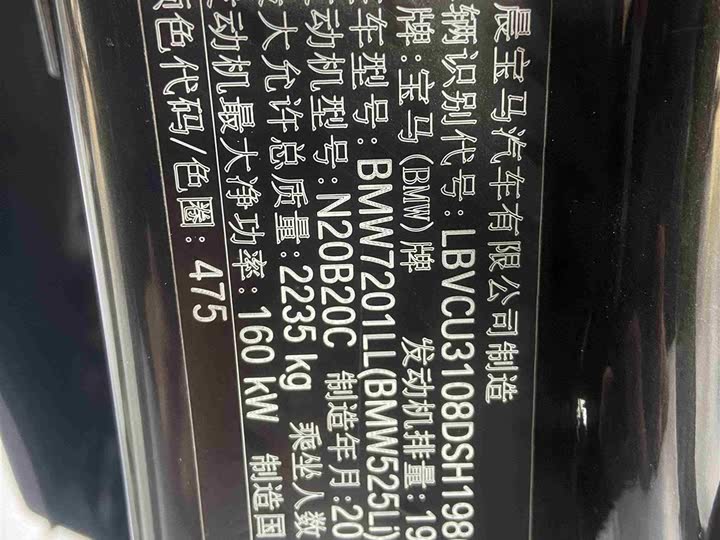 晨宝马汽车有限公司制造
辆识别代号:LBVCU3108DSH198
牌:宝马(BMW)牌 发动机排量:19
车型号:BMW7201LL(BMW525Li)
动机型号:N20B20C 制造年月:20
大允许总质量:2235 kg 乘坐人数
发动机最大净功率:160 kW 制造国
颜色代码/色圈:475